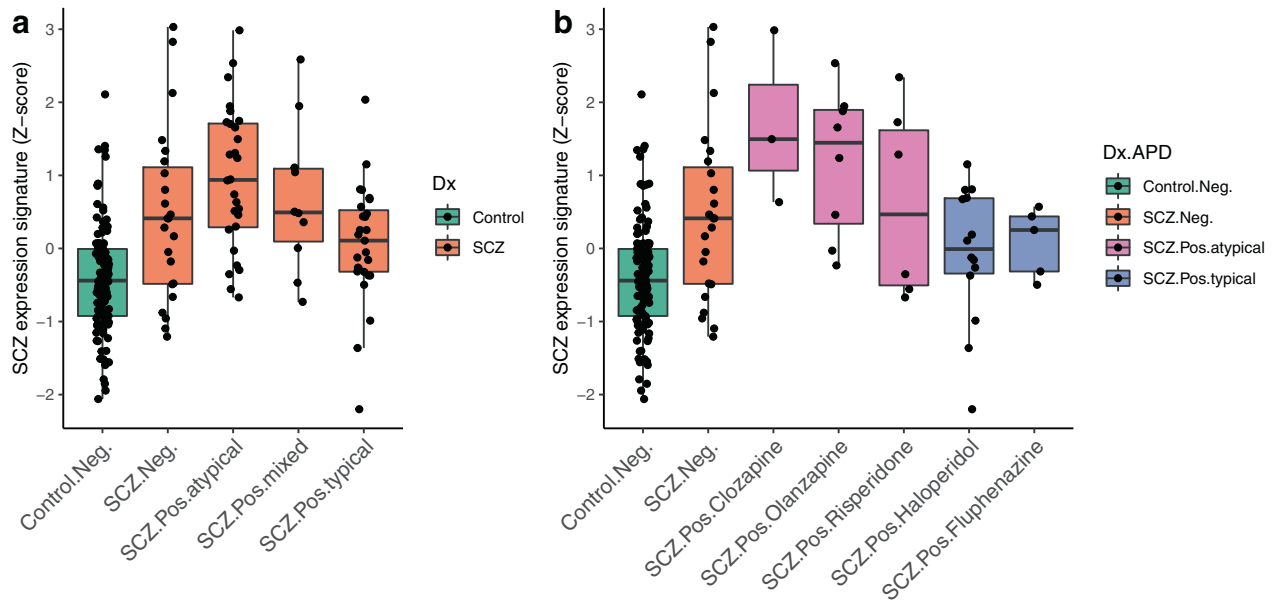 a
SCZ expression signature (Z−score)
3
2
1
0
−1
−2
Control.Neg.
SCZ.Neg.
SCZ.Pos.atypical
SCZ.Pos.mixed
SCZ.Pos.typical
Dx
Control
SCZ
b
SCZ expression signature (Z−score)
3
2
1
0
−1
−2
Control.Neg.
SCZ.Neg.
SCZ.Pos.Clozapine
SCZ.Pos.Olanzapine
SCZ.Pos.Risperidone
SCZ.Pos.Haloperidol
SCZ.Pos.Fluphenazine
Dx.APD
Control.Neg.
SCZ.Neg.
SCZ.Pos.atypical
SCZ.Pos.typical